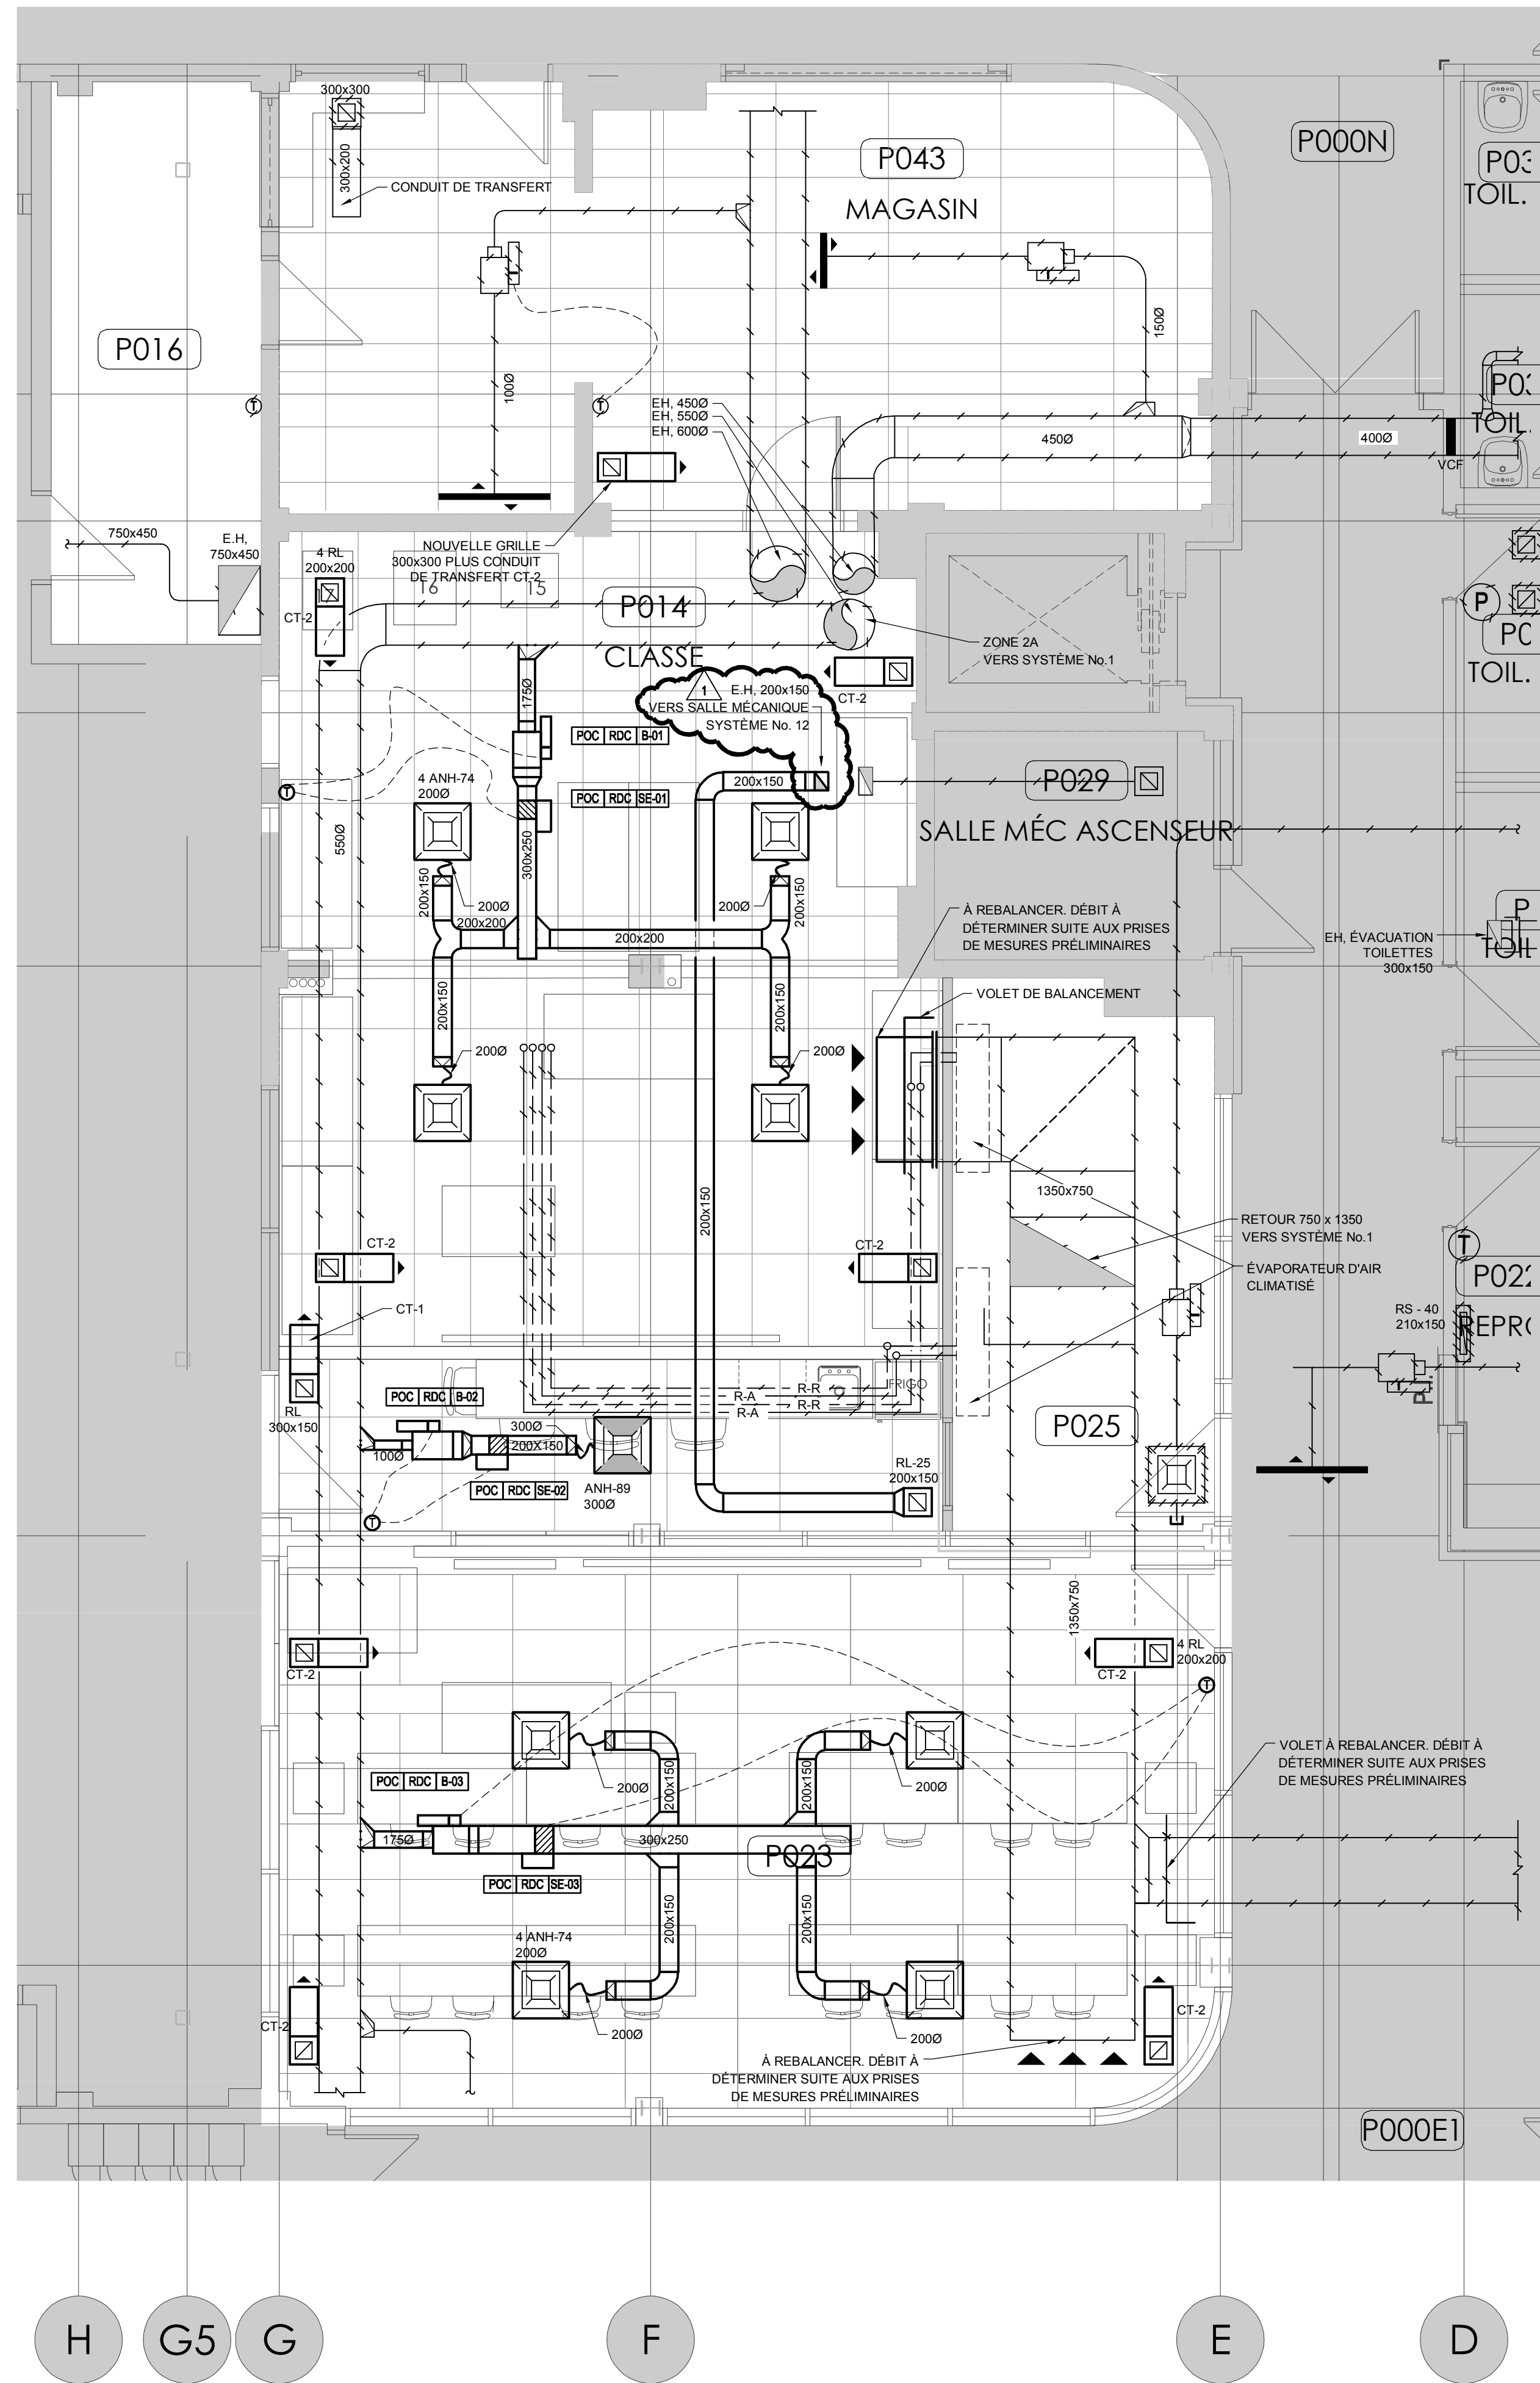 300x300
300x200
CONDUIT DE TRANSFERT
P043
MAGASIN
P000N
TOIL.
P016
100Ø
150Ø
EH, 450Ø
EH, 550Ø
EH, 600Ø
450Ø
400Ø
VCF
TOIL.
T
T
750x450
E.H,
750x450
4 RL
200x200
CT-2
NOUVELLE GRILLE
300x300 PLUS CONDUIT
DE TRANSFERT CT-2
16
15
P014
CLASSE
ZONE 2A
VERS SYSTÈME No.1
P
TOIL.
CT-2
175Ø
1
E.H, 200x150
VERS SALLE MÉCANIQUE
SYSTÈME No. 12
POC RDC B-01
POC RDC SE-01
4 ANH-74
200Ø
T
550Ø
300x250
200x150
P029
SALLE MÉC ASCENSEUR
200x150
200Ø
200x200
200x200
200Ø
200x150
À REBALANCER. DÉBIT À
DÉTERMINER SUITE AUX PRISES
DE MESURES PRÉLIMINAIRES
EH, ÉVACUATION
TOILETTES
300x150
VOLET DE BALANCEMENT
200x150
200x150
200Ø
200Ø
200x150
1350x750
RETOUR 750 x 1350
VERS SYSTÈME No.1
ÉVAPORATEUR D'AIR
CLIMATISÉ
T
CT-2
CT-2
CT-1
RS - 40
210x150
RL
300x150
POC RDC B-02
R-A
R-R
R-A
R-R
FRIGO
P025
100Ø
300Ø
200X150
POC RDC SE-02
ANH-89
300Ø
RL-25
200x150
T
1350x750
CT-2
CT-2
4 RL
200x200
T
POC RDC B-03
200Ø
200x150
200x150
200Ø
VOLET À REBALANCER. DÉBIT À
DÉTERMINER SUITE AUX PRISES
DE MESURES PRÉLIMINAIRES
175Ø
300x250
P023
POC RDC SE-03
200x150
200x150
4 ANH-74
200Ø
CT-2
CT-2
200Ø
200Ø
À REBALANCER. DÉBIT À
DÉTERMINER SUITE AUX PRISES
DE MESURES PRÉLIMINAIRES
P000E1
H
G5
G
F
E
D